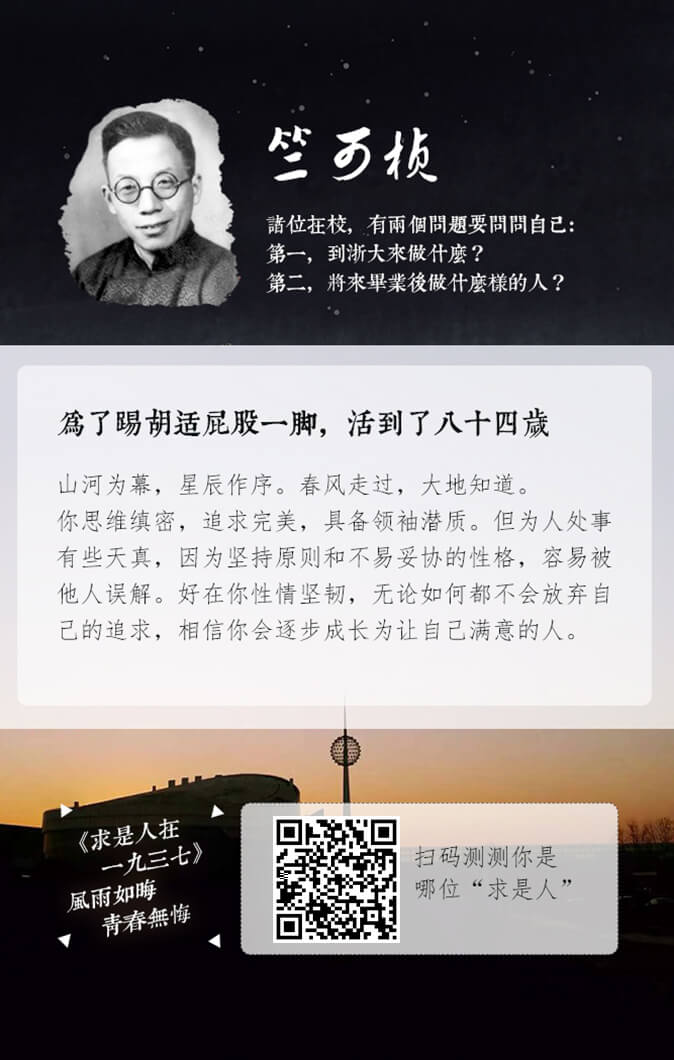 竺可桢
諸位在校，有兩個問題要問問自己：
第一，到浙大來做什麼？
第二，將來畢業後做什麼樣的人？
爲了踢胡适屁股一脚，活到了八十四歲
山河为幕，星辰作序。春风走过，大地知道。
你思维缜密，追求完美，具备领袖潜质。但为人处事
有些天真，因为坚持原则和不易妥协的性格，容易被
他人误解。好在你性情坚韧，无论如何都不会放弃自
己的追求，相信你会逐步成长为让自己满意的人。
《求是人在
一九三七》
風雨如晦
青春無悔
扫码测测你是
哪位“求是人”